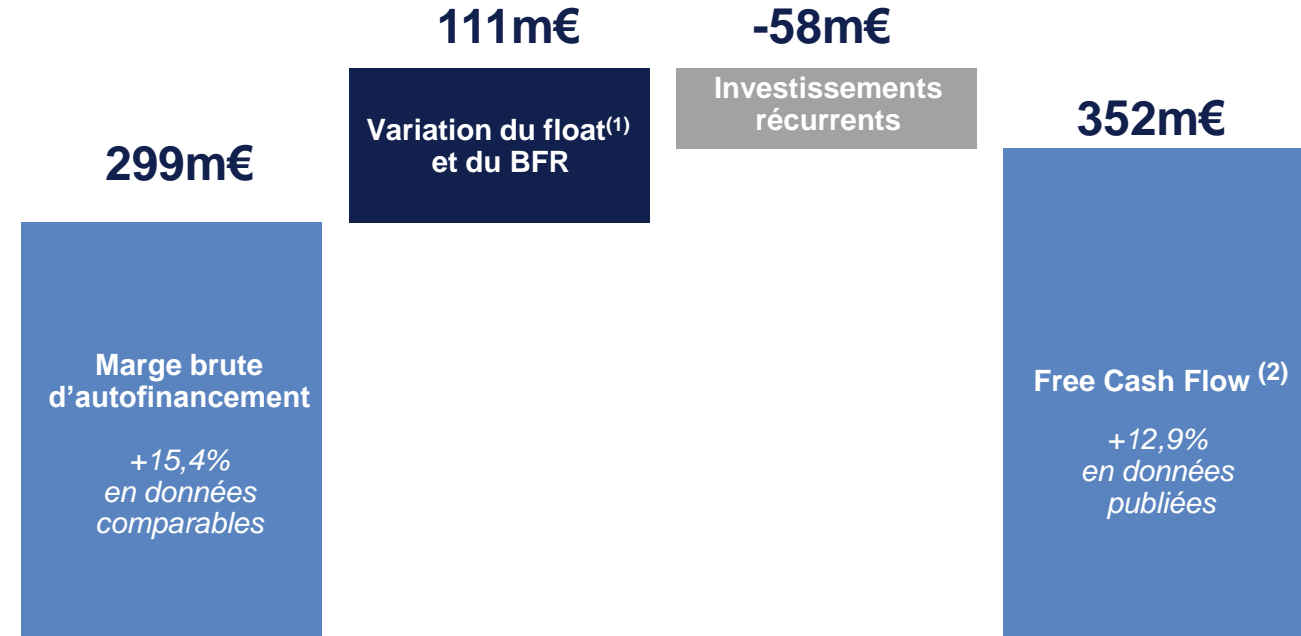 299m€
Marge brute
d'autofinancement
+15,4%
en données
comparables
111m€
Variation du float(1)
et du BFR
-58m€
Investissements
récurrents
352m€
Free Cash Flow (2)
+12,9%
en données
publiées